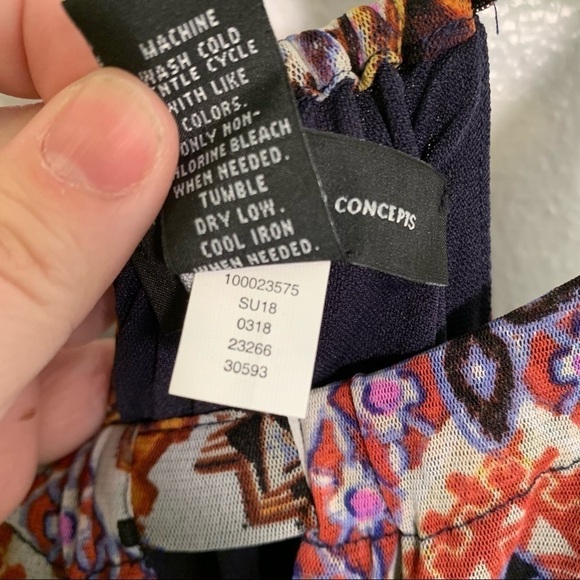 MACHINE
WASH COLD
GENTLE CYCLE
WITH LIKE
COLORS.
ONLY NON-
CHLORINE BLEACH
WHEN NEEDED.
TUMBLE
DRY LOW.
COOL IRON
WHEN NEEDED.
CONCEPTS
100023575
SU18
0318
23266
30593